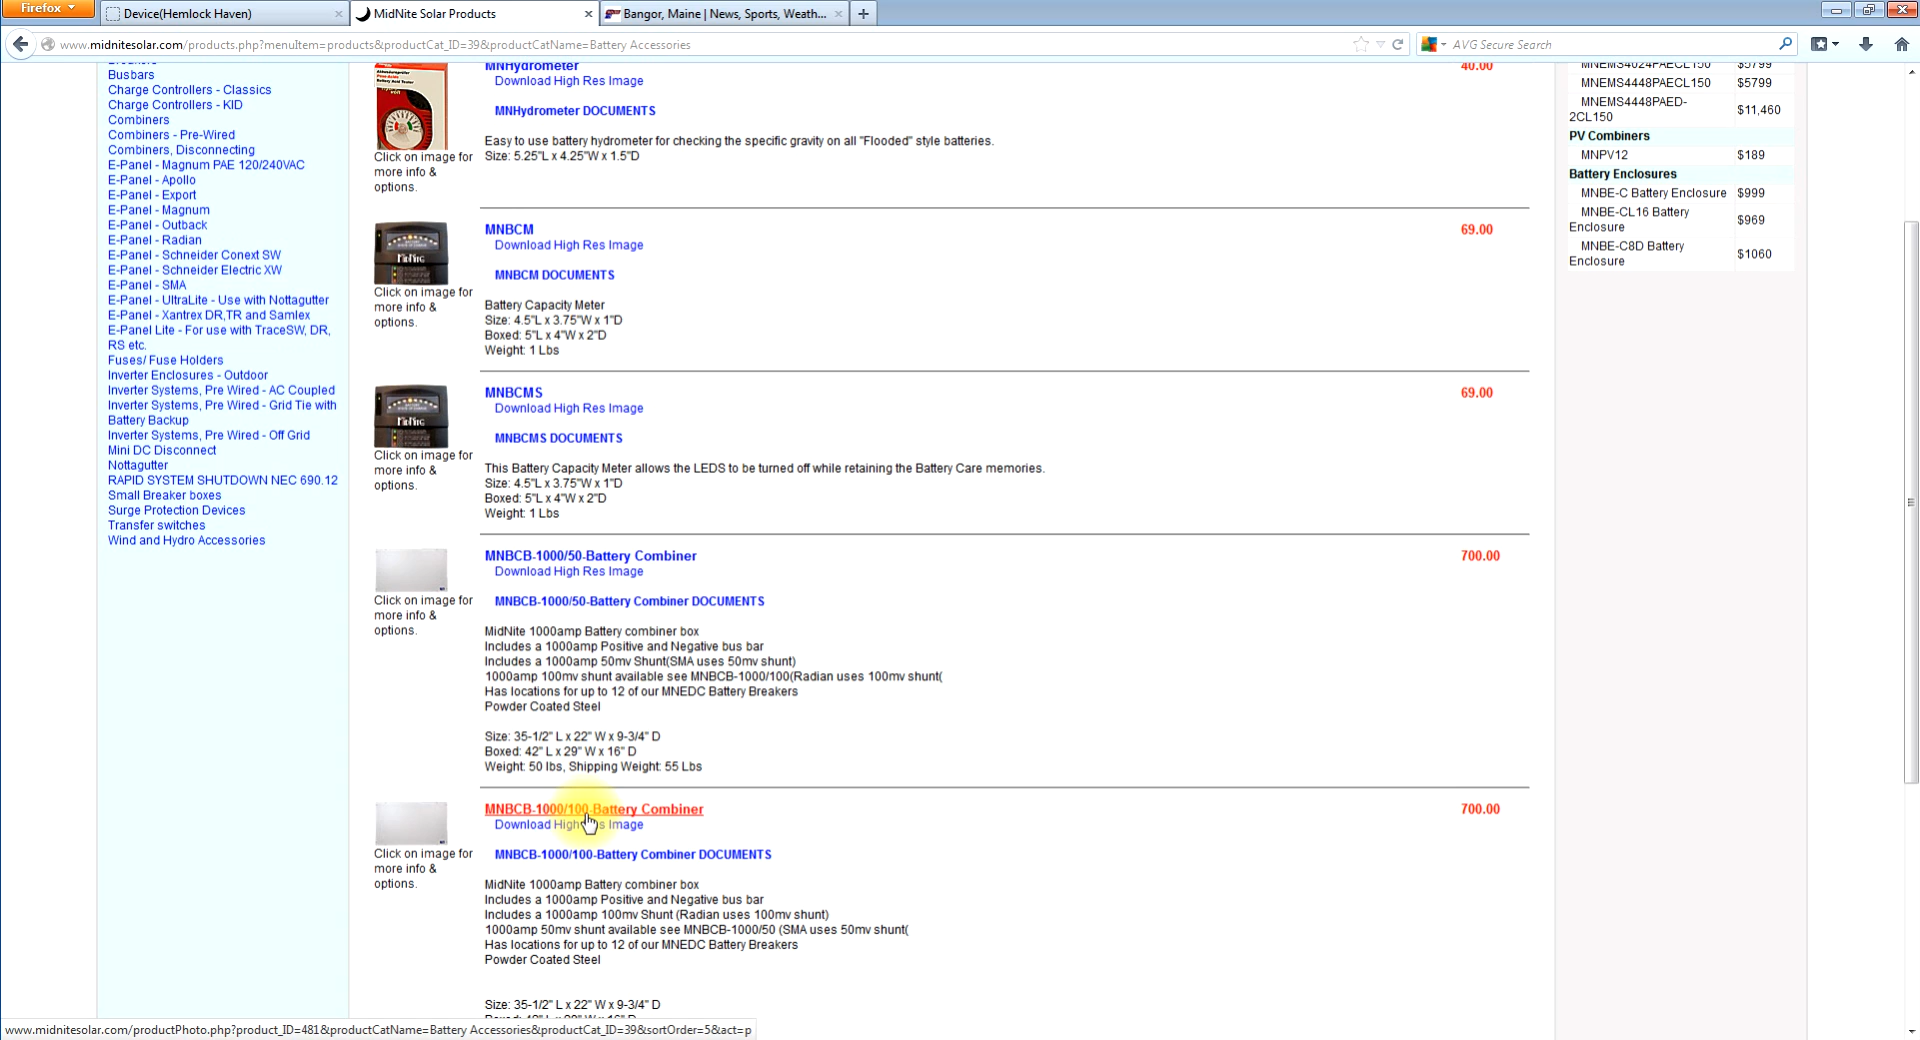 Firefox
Device(Hemlock Haven)
MidNite Solar Products
Bangor, Maine | News, Sports, Weath...
www.midnitesolar.com/products.php?menuItem=products&productCat_ID=39&productCatName=Battery Accessories
AVG Secure Search
Breakers
Busbars
Charge Controllers - Classics
Charge Controllers - KID
Combiners
Combiners - Pre-Wired
Combiners, Disconnecting
E-Panel - Magnum PAE 120/240VAC
E-Panel - Apollo
E-Panel - Export
E-Panel - Magnum
E-Panel - Outback
E-Panel - Radian
E-Panel - Schneider Conext SW
E-Panel - Schneider Electric XW
E-Panel - SMA
E-Panel - UltraLite - Use with Nottagutter
E-Panel - Xantrex DR,TR and Samlex
E-Panel Lite - For use with TraceSW, DR,
RS etc.
Fuses/ Fuse Holders
Inverter Enclosures - Outdoor
Inverter Systems, Pre Wired - AC Coupled
Inverter Systems, Pre Wired - Grid Tie with
Battery Backup
Inverter Systems, Pre Wired - Off Grid
Mini DC Disconnect
Nottagutter
RAPID SYSTEM SHUTDOWN NEC 690.12
Small Breaker boxes
Surge Protection Devices
Transfer switches
Wind and Hydro Accessories
MNHydrometer 40.00
Download High Res Image
MNHydrometer DOCUMENTS
Easy to use battery hydrometer for checking the specific gravity on all "Flooded" style batteries.
Size: 5.25"L x 4.25"W x 1.5"D
Click on image for
more info &
options.
MNBCM 69.00
Download High Res Image
MNBCM DOCUMENTS
Battery Capacity Meter
Size: 4.5"L x 3.75"W x 1"D
Boxed: 5"L x 4"W x 2"D
Weight: 1 Lbs
MidNite
Click on image for
more info &
options.
MNBCMS 69.00
Download High Res Image
MNBCMS DOCUMENTS
This Battery Capacity Meter allows the LEDS to be turned off while retaining the Battery Care memories.
Size: 4.5"L x 3.75"W x 1"D
Boxed: 5"L x 4"W x 2"D
Weight: 1 Lbs
MidNite
Click on image for
more info &
options.
MNBCB-1000/50-Battery Combiner 700.00
Download High Res Image
MNBCB-1000/50-Battery Combiner DOCUMENTS
MidNite 1000amp Battery combiner box
Includes a 1000amp Positive and Negative bus bar
Includes a 1000amp 50mv Shunt(SMA uses 50mv shunt)
1000amp 100mv shunt available see MNBCB-1000/100(Radian uses 100mv shunt(
Has locations for up to 12 of our MNEDC Battery Breakers
Powder Coated Steel
Size: 35-1/2" L x 22" W x 9-3/4" D
Boxed: 42" L x 29" W x 16" D
Weight: 50 lbs, Shipping Weight: 55 Lbs
Click on image for
more info &
options.
MNBCB-1000/100-Battery Combiner 700.00
Download High Res Image
MNBCB-1000/100-Battery Combiner DOCUMENTS
MidNite 1000amp Battery combiner box
Includes a 1000amp Positive and Negative bus bar
Includes a 1000amp 100mv Shunt (Radian uses 100mv shunt)
1000amp 50mv shunt available see MNBCB-1000/50 (SMA uses 50mv shunt(
Has locations for up to 12 of our MNEDC Battery Breakers
Powder Coated Steel
Size: 35-1/2" L x 22" W x 9-3/4" D
Click on image for
more info &
options.
MNEMS4024PAECL150 $5799
MNEMS4448PAECL150 $5799
MNEMS4448PAED-
2CL150 $11,460
PV Combiners
MNPV12 $189
Battery Enclosures
MNBE-C Battery Enclosure $999
MNBE-CL16 Battery
Enclosure $969
MNBE-C8D Battery
Enclosure $1060
www.midnitesolar.com/productPhoto.php?product_ID=481&productCatName=Battery Accessories&productCat_ID=39&sortOrder=5&act=p